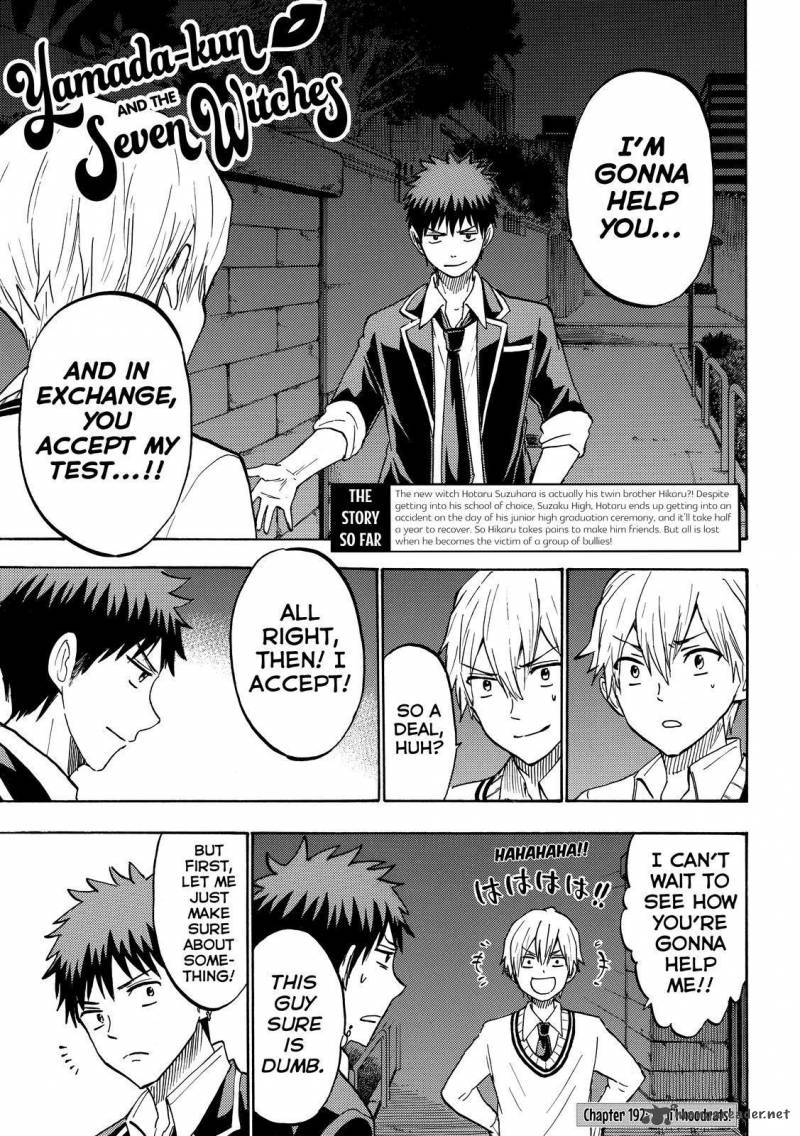 Yamada-kun
AND THE
Seven Witches
I'M
GONNA
HELP
YOU...
AND IN
EXCHANGE,
YOU
ACCEPT MY
TEST...!!
THE
STORY
SO FAR
The new witch Hotaru Suzuhara is actually his twin brother Hikaru?! Despite
getting into his school of choice, Suzaku High, Hotaru ends up getting into an
accident on the day of his junior high graduation ceremony, and it'll take half
a year to recover. So Hikaru takes pains to make him friends. But all is lost
when he becomes the victim of a group of bullies!
SO A
DEAL,
HUH?
ALL
RIGHT,
THEN! I
ACCEPT!
I CAN'T
WAIT TO
SEE HOW
YOU'RE
GONNA
HELP
ME!!
HAHAHAHA!!
はははは!!
THIS
GUY
SURE IS
DUMB.
BUT
FIRST,
LET ME
JUST
MAKE
SURE
ABOUT
SOME-
THING!
Chapter 197: hoodrats!